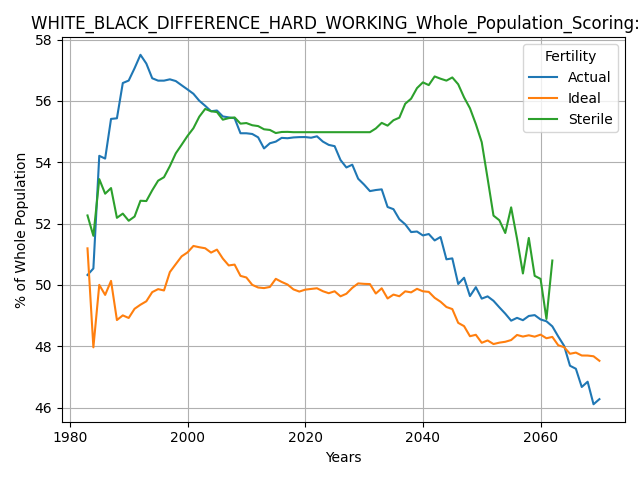 WHITE_BLACK_DIFFERENCE_HARD_WORKING_Whole_Population_Scoring:
% of Whole Population
58
56
54
52
50
48
46
Fertility
Actual
Ideal
Sterile
1980
2000
2020
2040
2060
Years